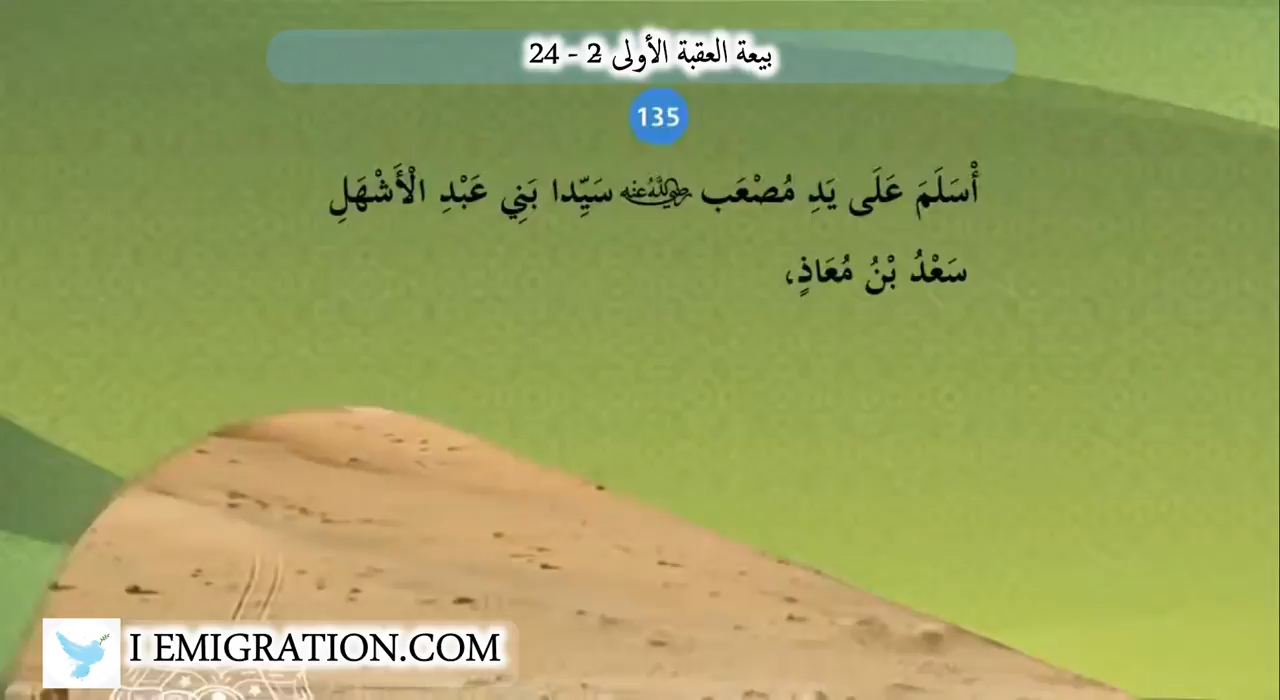 بيعة العقبة الأولى 2 - 24
135
أْسَلَمَ عَلَى يَدِ مُصْعَب رضي الله عنه سَيِّدا بَنِي عَبْدِ الْأَشْهَلِ
سَعْدُ بْنُ مُعَاذٍ،
I EMIGRATION.COM